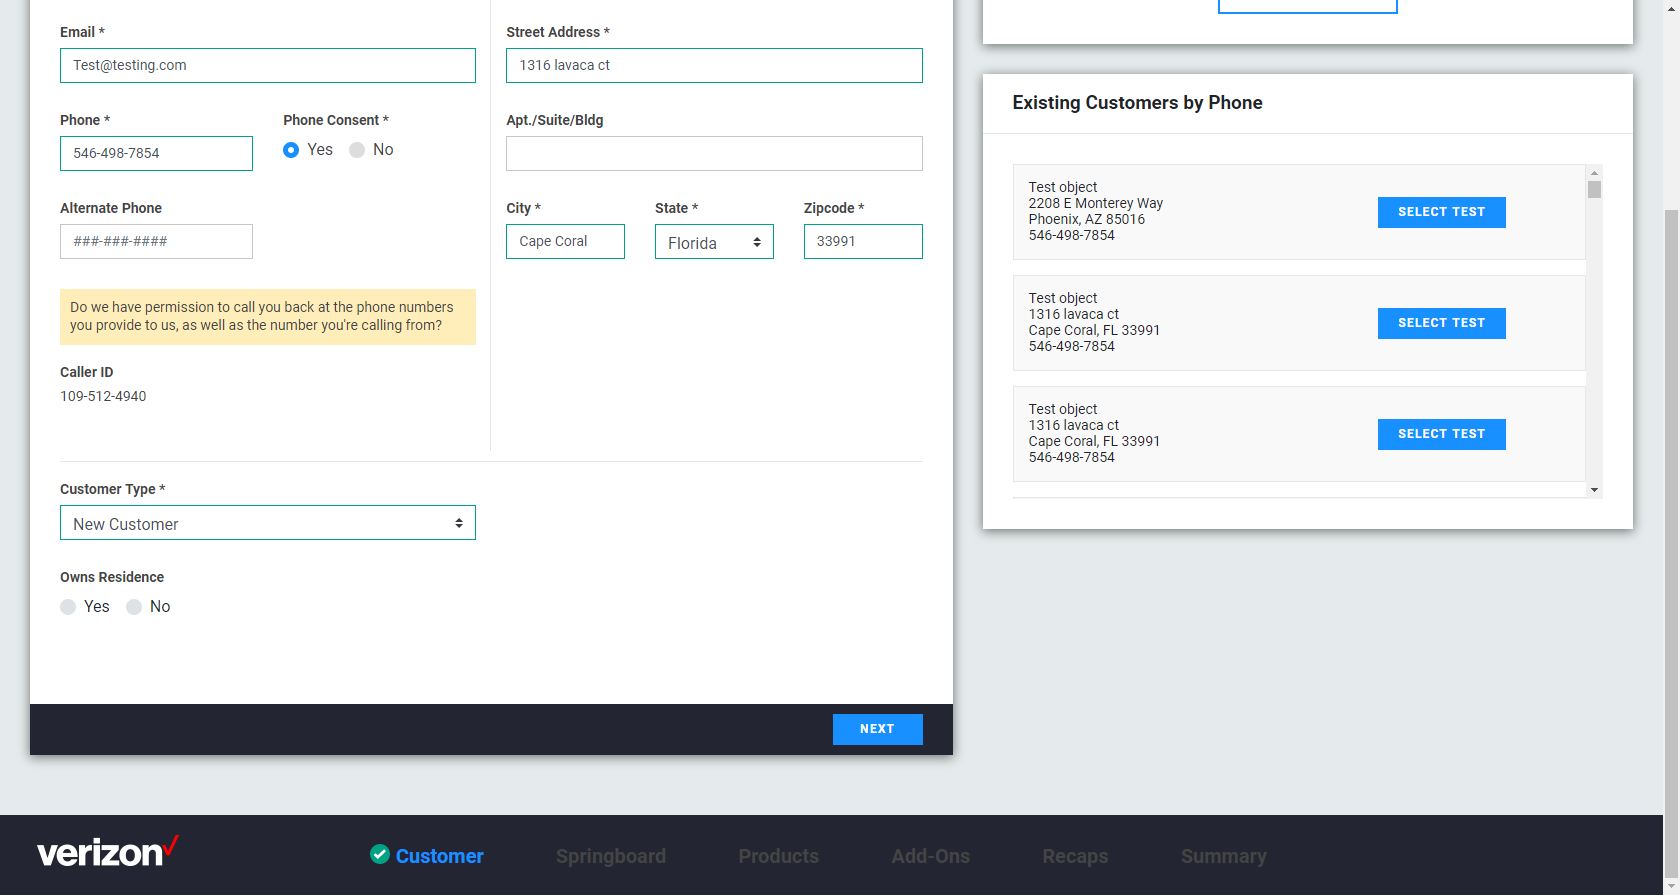 Email *
Test@testing.com
Phone *
Phone Consent *
546-498-7854
Yes
No
Alternate Phone
###-###-####
Do we have permission to call you back at the phone numbers
you provide to us, as well as the number you're calling from?
Caller ID
109-512-4940
Street Address *
1316 lavaca ct
Apt./Suite/Bldg
City *
State *
Zipcode *
Cape Coral
Florida
33991
Customer Type *
New Customer
Owns Residence
Yes
No
NEXT
Existing Customers by Phone
Test object
2208 E Monterey Way
Phoenix, AZ 85016
546-498-7854
SELECT TEST
Test object
1316 lavaca ct
Cape Coral, FL 33991
546-498-7854
SELECT TEST
Test object
1316 lavaca ct
Cape Coral, FL 33991
546-498-7854
SELECT TEST
verizon
Customer
Springboard
Products
Add-Ons
Recaps
Summary